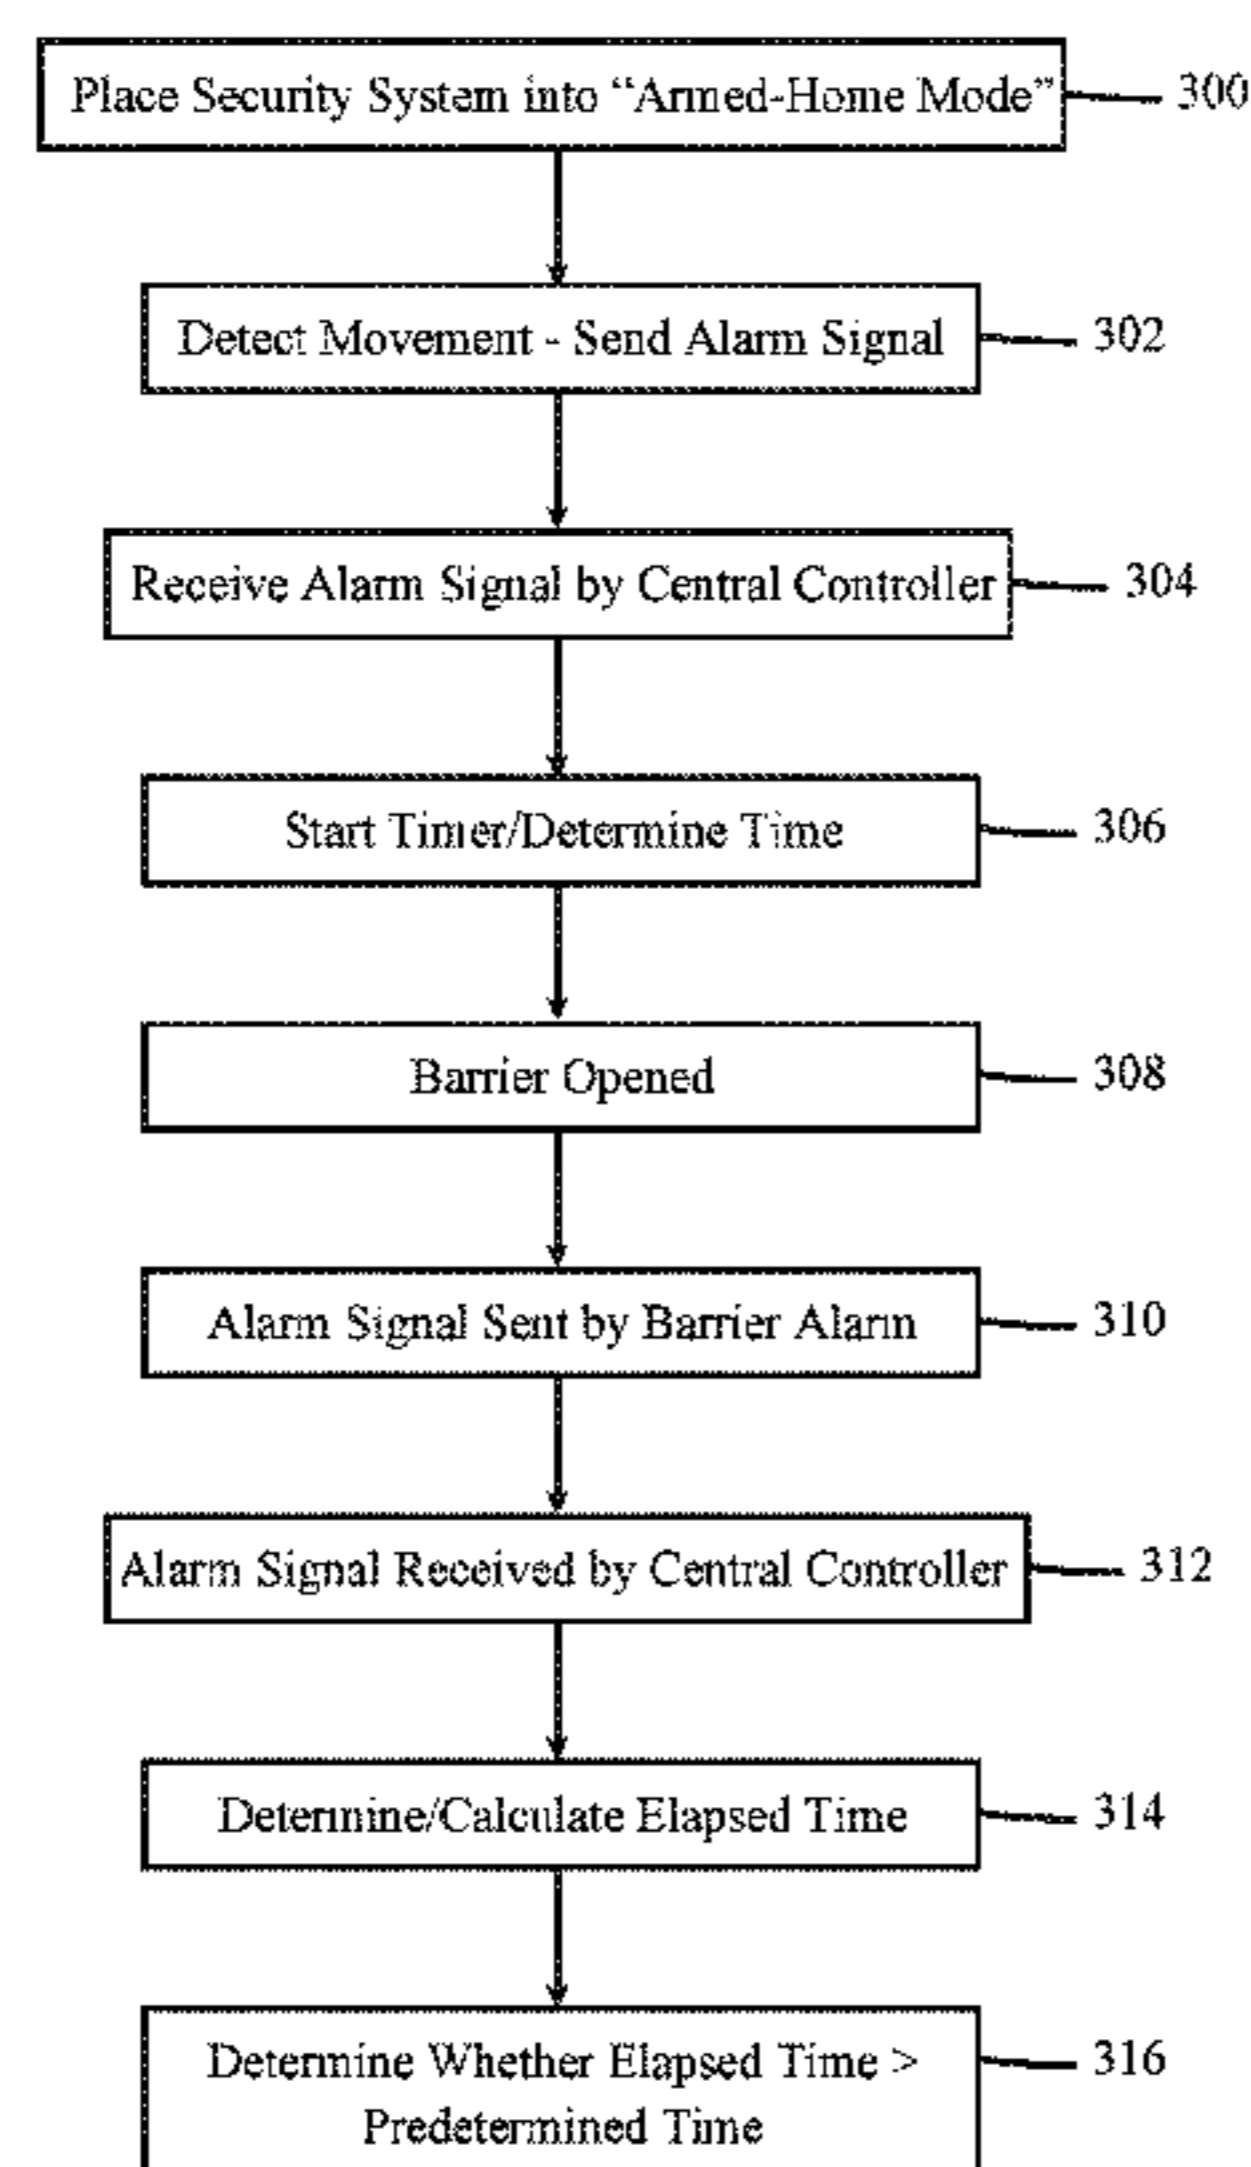 Place Security System into “Armed-Home Mode” 300
Detect Movement - Send Alarm Signal 302
Receive Alarm Signal by Central Controller 304
Start Timer/Determine Time 306
Barrier Opened 308
Alarm Signal Sent by Barrier Alarm 310
Alarm Signal Received by Central Controller 312
Determine/Calculate Elapsed Time 314
Determine Whether Elapsed Time > 316
Predetermined Time